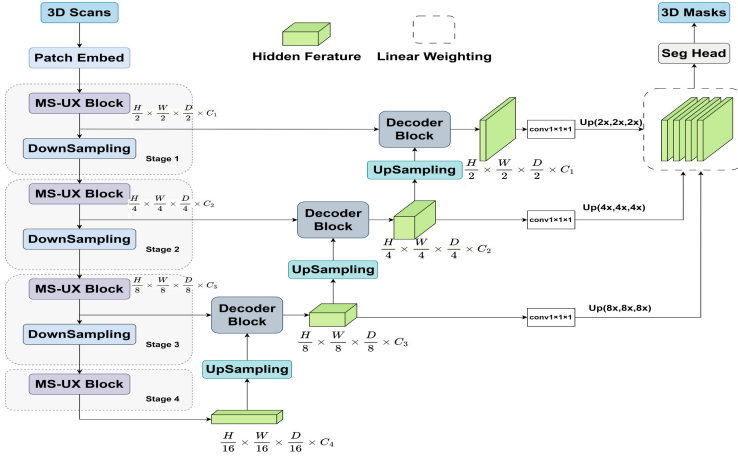 3D Scans
3D Masks
Hidden Ferature
Linear Weighting
Patch Embed
Seg Head
MS-UX Block
H/2 × W/2 × D/2 × C₁
DownSampling
Stage 1
Decoder Block
conv1×1×1
Up(2x,2x,2x)
UpSampling
H/2 × W/2 × D/2 × C₁
MS-UX Block
H/4 × W/4 × D/4 × C₂
DownSampling
Stage 2
Decoder Block
conv1×1×1
Up(4x,4x,4x)
H/4 × W/4 × D/4 × C₂
UpSampling
MS-UX Block
H/8 × W/8 × D/8 × C₃
DownSampling
Stage 3
Decoder Block
conv1×1×1
Up(8x,8x,8x)
H/8 × W/8 × D/8 × C₃
UpSampling
MS-UX Block
Stage 4
H/16 × W/16 × D/16 × C₄